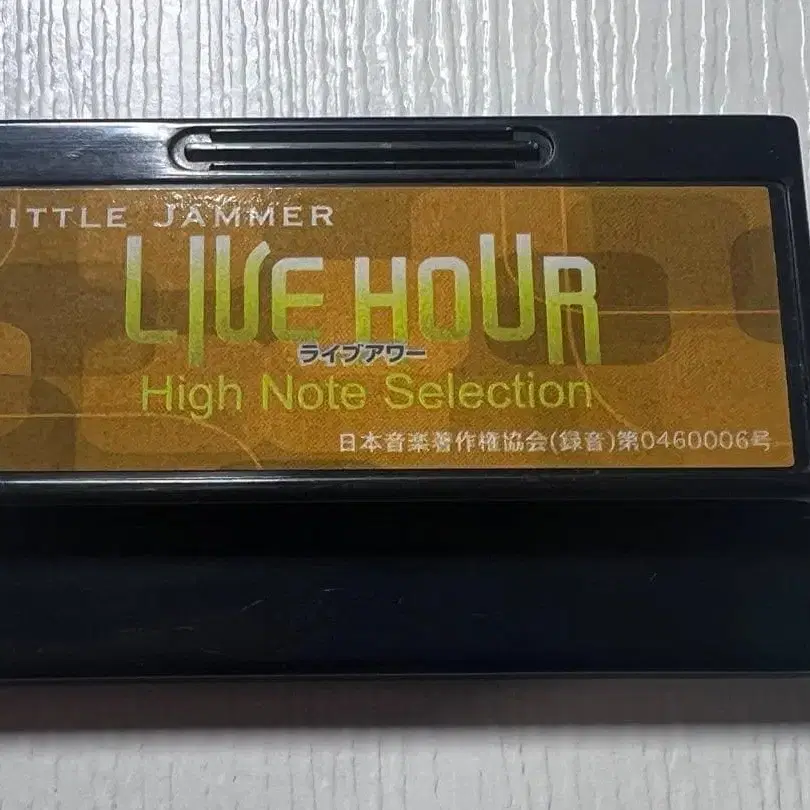 LITTLE JAMMER
LIVE HOUR
ライブアワー
High Note Selection
日本音楽著作権協会(録音)第0460006号